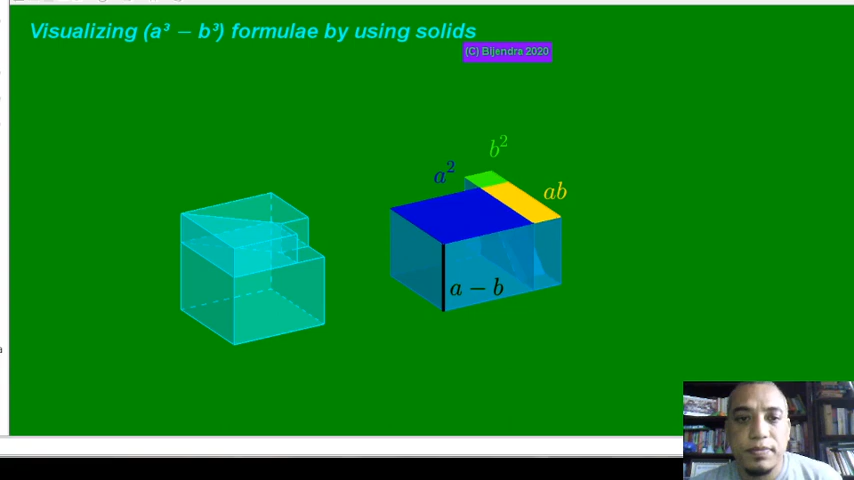 Visualizing (a³ − b³) formulae by using solids
(C) Bijendra 2020
b²
a²
ab
a − b